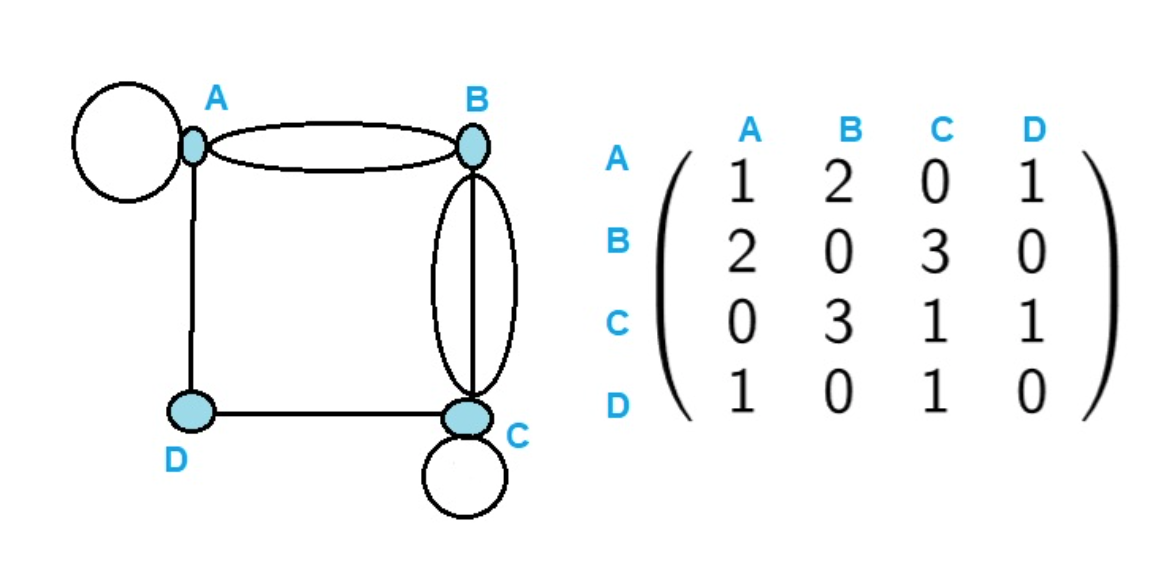 A B
D C
A B C D
A 1 2 0 1
B 2 0 3 0
C 0 3 1 1
D 1 0 1 0